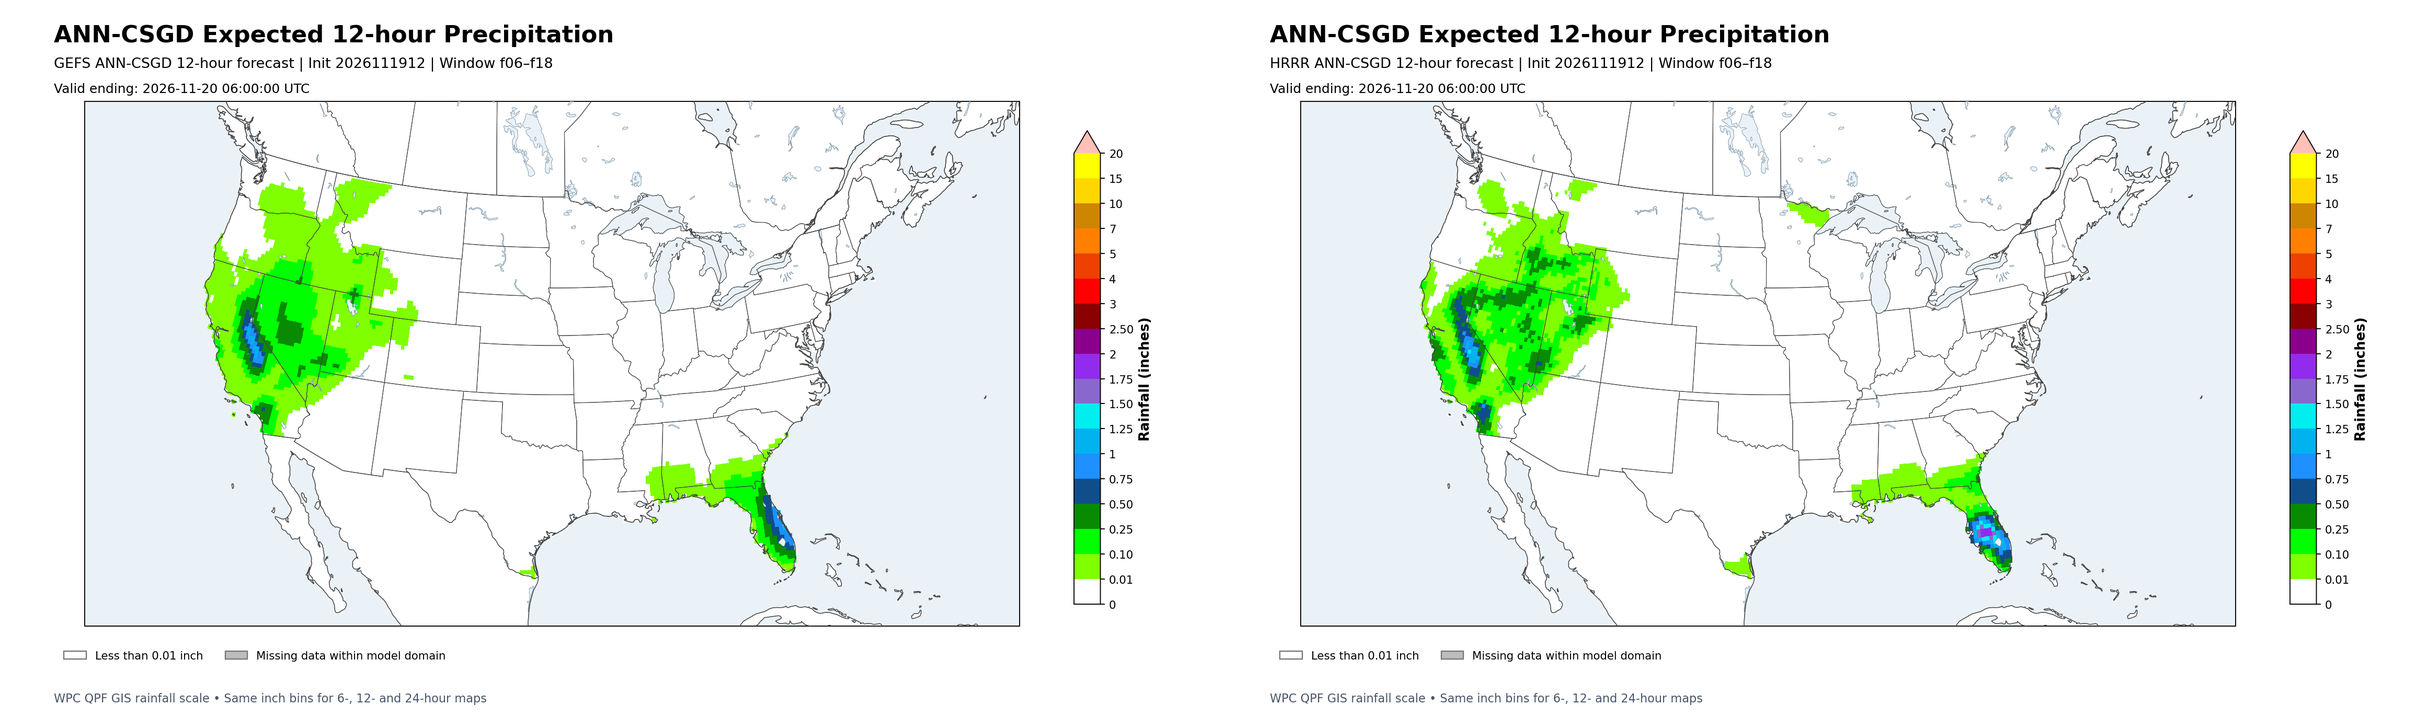 ANN-CSGD Expected 12-hour Precipitation
GEFS ANN-CSGD 12-hour forecast | Init 2026111912 | Window f06–f18
Valid ending: 2026-11-20 06:00:00 UTC
20
15
10
7
5
4
3
2.50
2
1.75
1.50
1.25
1
0.75
0.50
0.25
0.10
0.01
0
Rainfall (inches)
Less than 0.01 inch
Missing data within model domain
WPC QPF GIS rainfall scale • Same inch bins for 6-, 12- and 24-hour maps
ANN-CSGD Expected 12-hour Precipitation
HRRR ANN-CSGD 12-hour forecast | Init 2026111912 | Window f06–f18
Valid ending: 2026-11-20 06:00:00 UTC
20
15
10
7
5
4
3
2.50
2
1.75
1.50
1.25
1
0.75
0.50
0.25
0.10
0.01
0
Rainfall (inches)
Less than 0.01 inch
Missing data within model domain
WPC QPF GIS rainfall scale • Same inch bins for 6-, 12- and 24-hour maps